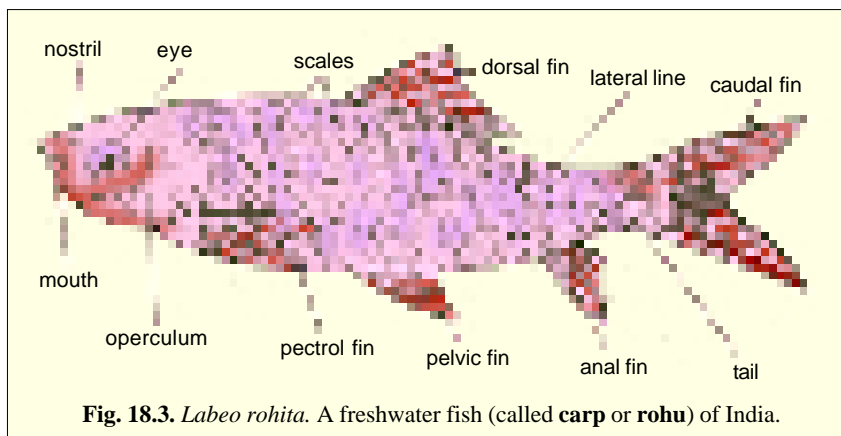 nostril
eye
scales
dorsal fin
lateral line
caudal fin
mouth
operculum
pectrol fin
pelvic fin
anal fin
tail
Fig. 18.3. Labeo rohita. A freshwater fish (called carp or rohu) of India.